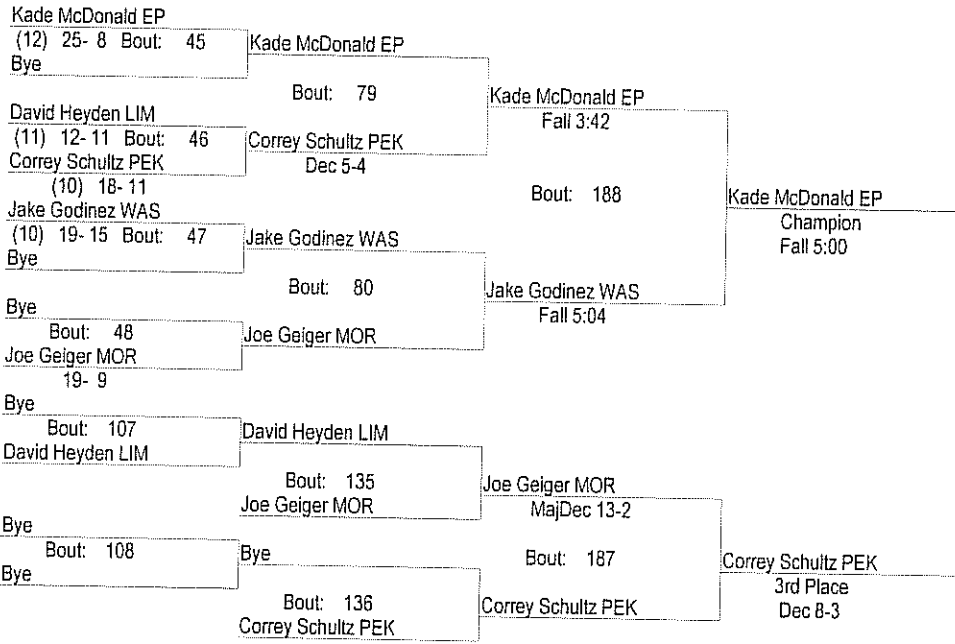 Kade McDonald EP
(12) 25- 8 Bout: 45
Bye
Kade McDonald EP
Bout: 79
David Heyden LIM
(11) 12- 11 Bout: 46
Correy Schultz PEK
(10) 18- 11
Correy Schultz PEK
Dec 5-4
Kade McDonald EP
Fall 3:42
Bout: 188
Jake Godinez WAS
(10) 19- 15 Bout: 47
Bye
Jake Godinez WAS
Bout: 80
Bye
Bout: 48
Joe Geiger MOR
19- 9
Joe Geiger MOR
Jake Godinez WAS
Fall 5:04
Kade McDonald EP
Champion
Fall 5:00
Bye
Bout: 107
David Heyden LIM
David Heyden LIM
Bout: 135
Joe Geiger MOR
Joe Geiger MOR
MajDec 13-2
Bout: 187
Bye
Bout: 108
Bye
Bye
Bout: 136
Correy Schultz PEK
Correy Schultz PEK
Correy Schultz PEK
3rd Place
Dec 8-3